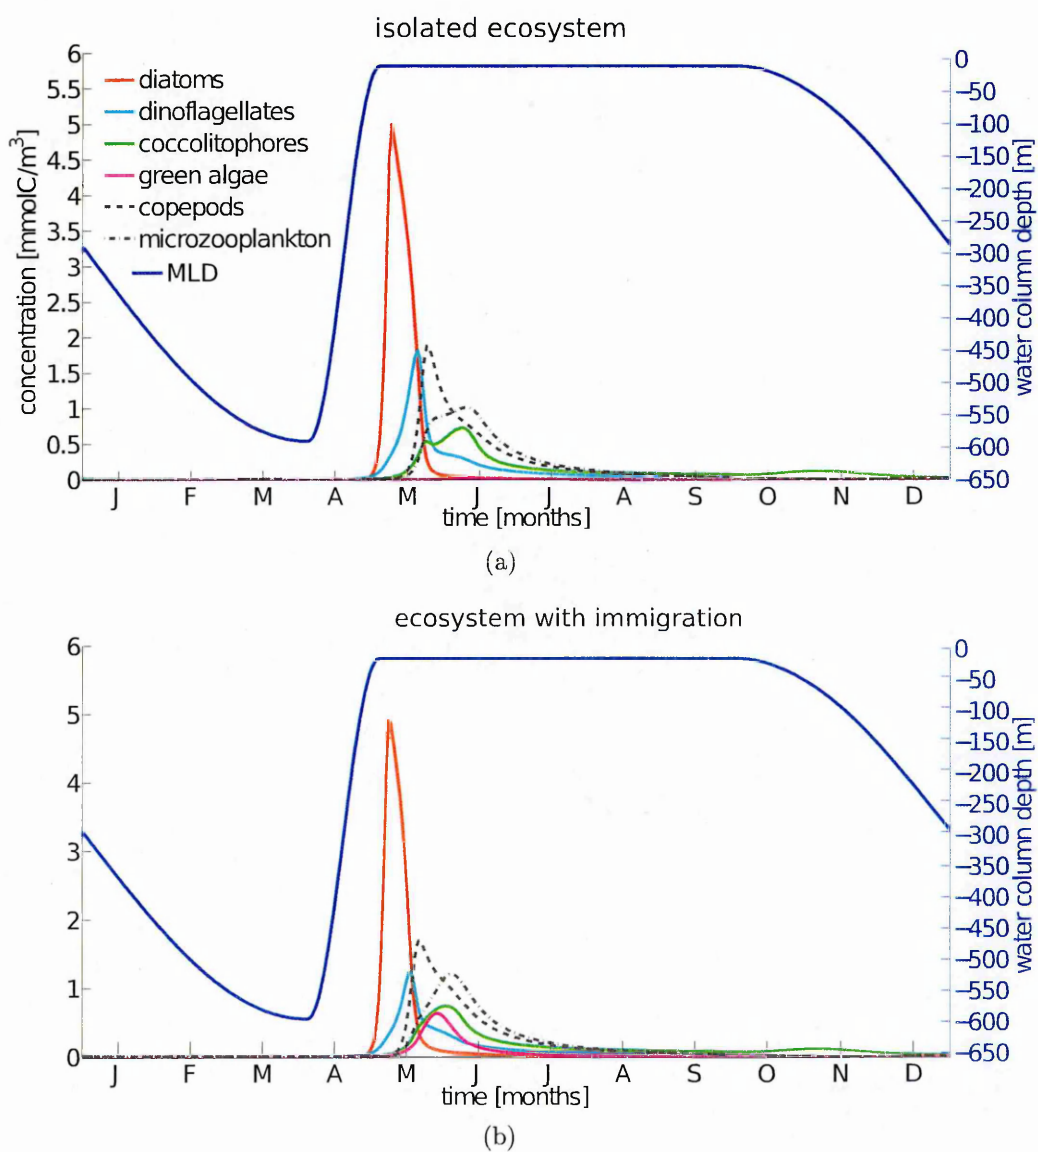 isolated ecosystem
6
5.5
5
4.5
4
3.5
3
2.5
2
1.5
1
0.5
0
concentration [mmolC/m³]
diatoms
dinoflagellates
coccolitophores
green algae
copepods
microzooplankton
MLD
0
−50
−100
−150
−200
−250
−300
−350
−400
−450
−500
−550
−600
−650
water column depth [m]
J F M A M J J A S O N D
time [months]
(a)
ecosystem with immigration
6
5
4
3
2
1
0
0
−50
−100
−150
−200
−250
−300
−350
−400
−450
−500
−550
−600
−650
water column depth [m]
J F M A M J J A S O N D
time [months]
(b)